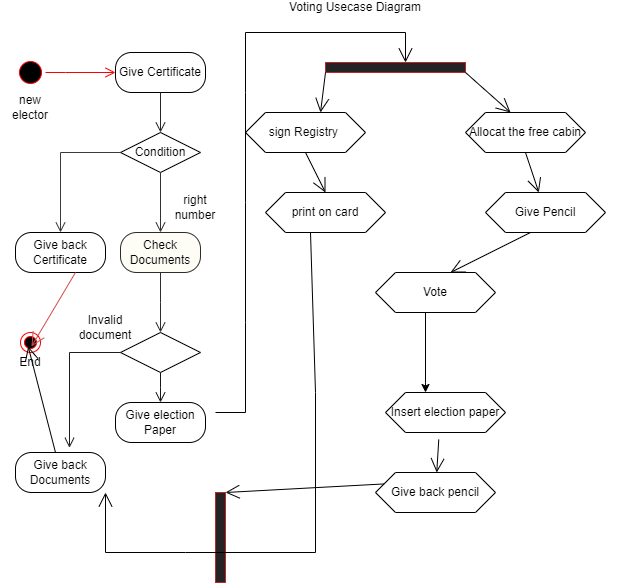 Voting Usecase Diagram
Give Certificate
new
elector
sign Registry
Allocat the free cabin
Condition
right
number
print on card
Give Pencil
Give back
Certificate
Check
Documents
Vote
Invalid
document
End
Give election
Paper
Insert election paper
Give back
Documents
Give back pencil